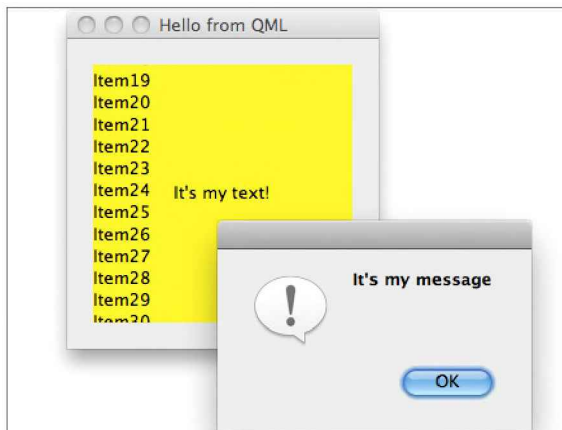 Hello from QML
Item19
Item20
Item21
Item22
Item23
Item24
It's my text!
Item25
Item26
Item27
Item28
Item29
Item30
It's my message
OK